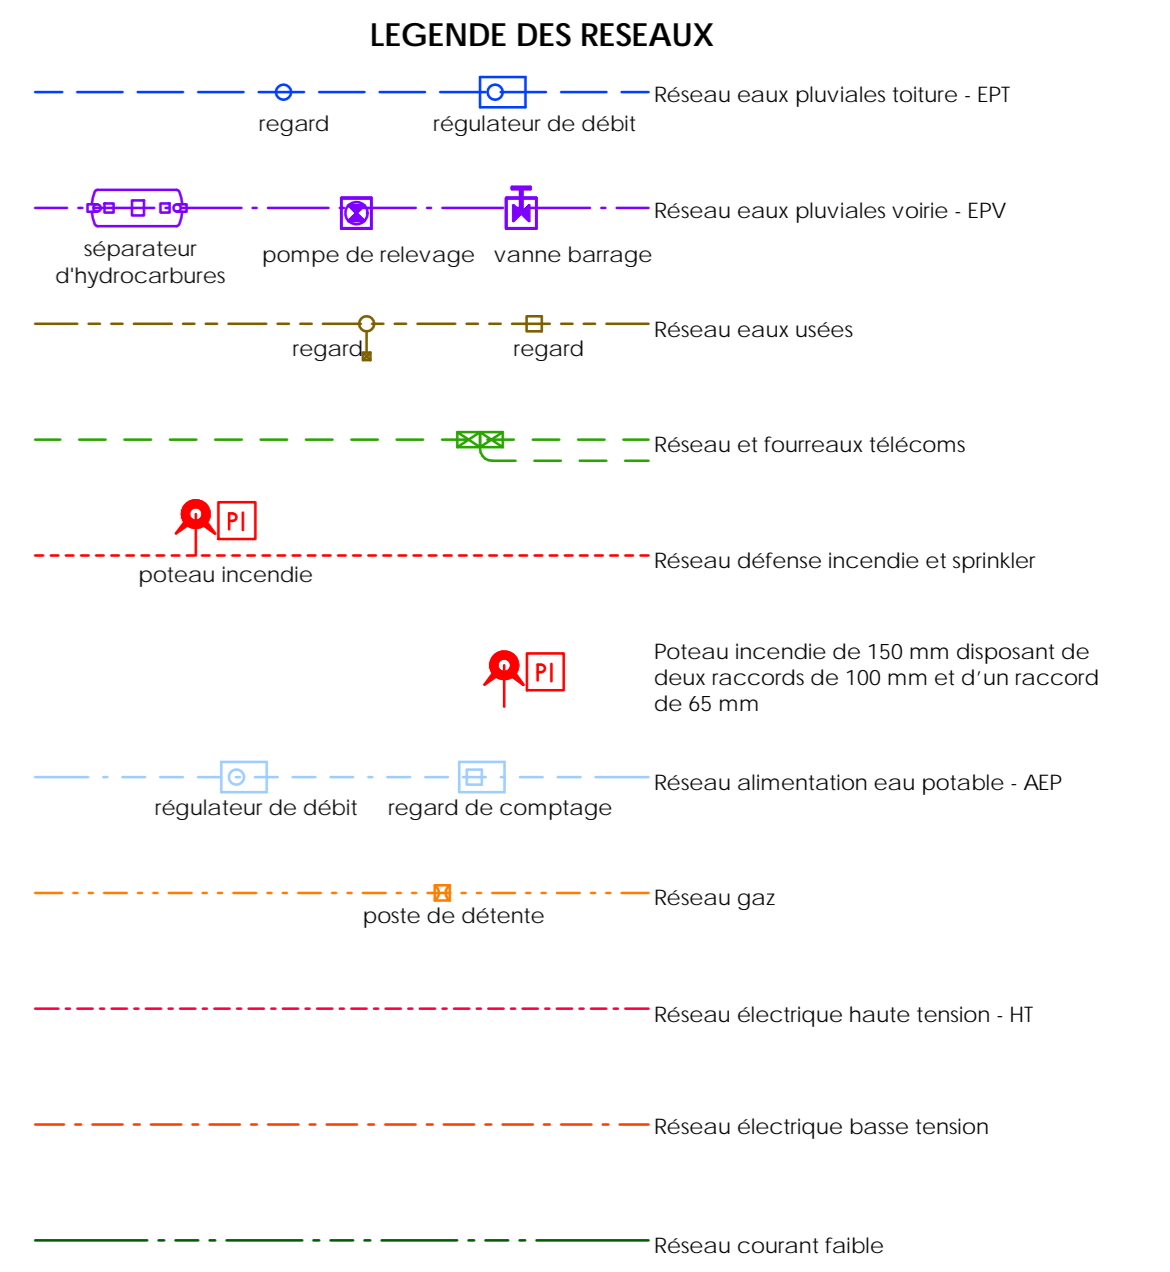 LEGENDE DES RESEAUX
Réseau eaux pluviales toiture - EPT
regard
régulateur de débit
Réseau eaux pluviales voirie - EPV
séparateur
d'hydrocarbures
pompe de relevage
vanne barrage
Réseau eaux usées
regard
regard
Réseau et fourreaux télécoms
PI
Réseau défense incendie et sprinkler
poteau incendie
PI
Poteau incendie de 150 mm disposant de
deux raccords de 100 mm et d’un raccord
de 65 mm
Réseau alimentation eau potable - AEP
régulateur de débit
regard de comptage
Réseau gaz
poste de détente
Réseau électrique haute tension - HT
Réseau électrique basse tension
Réseau courant faible